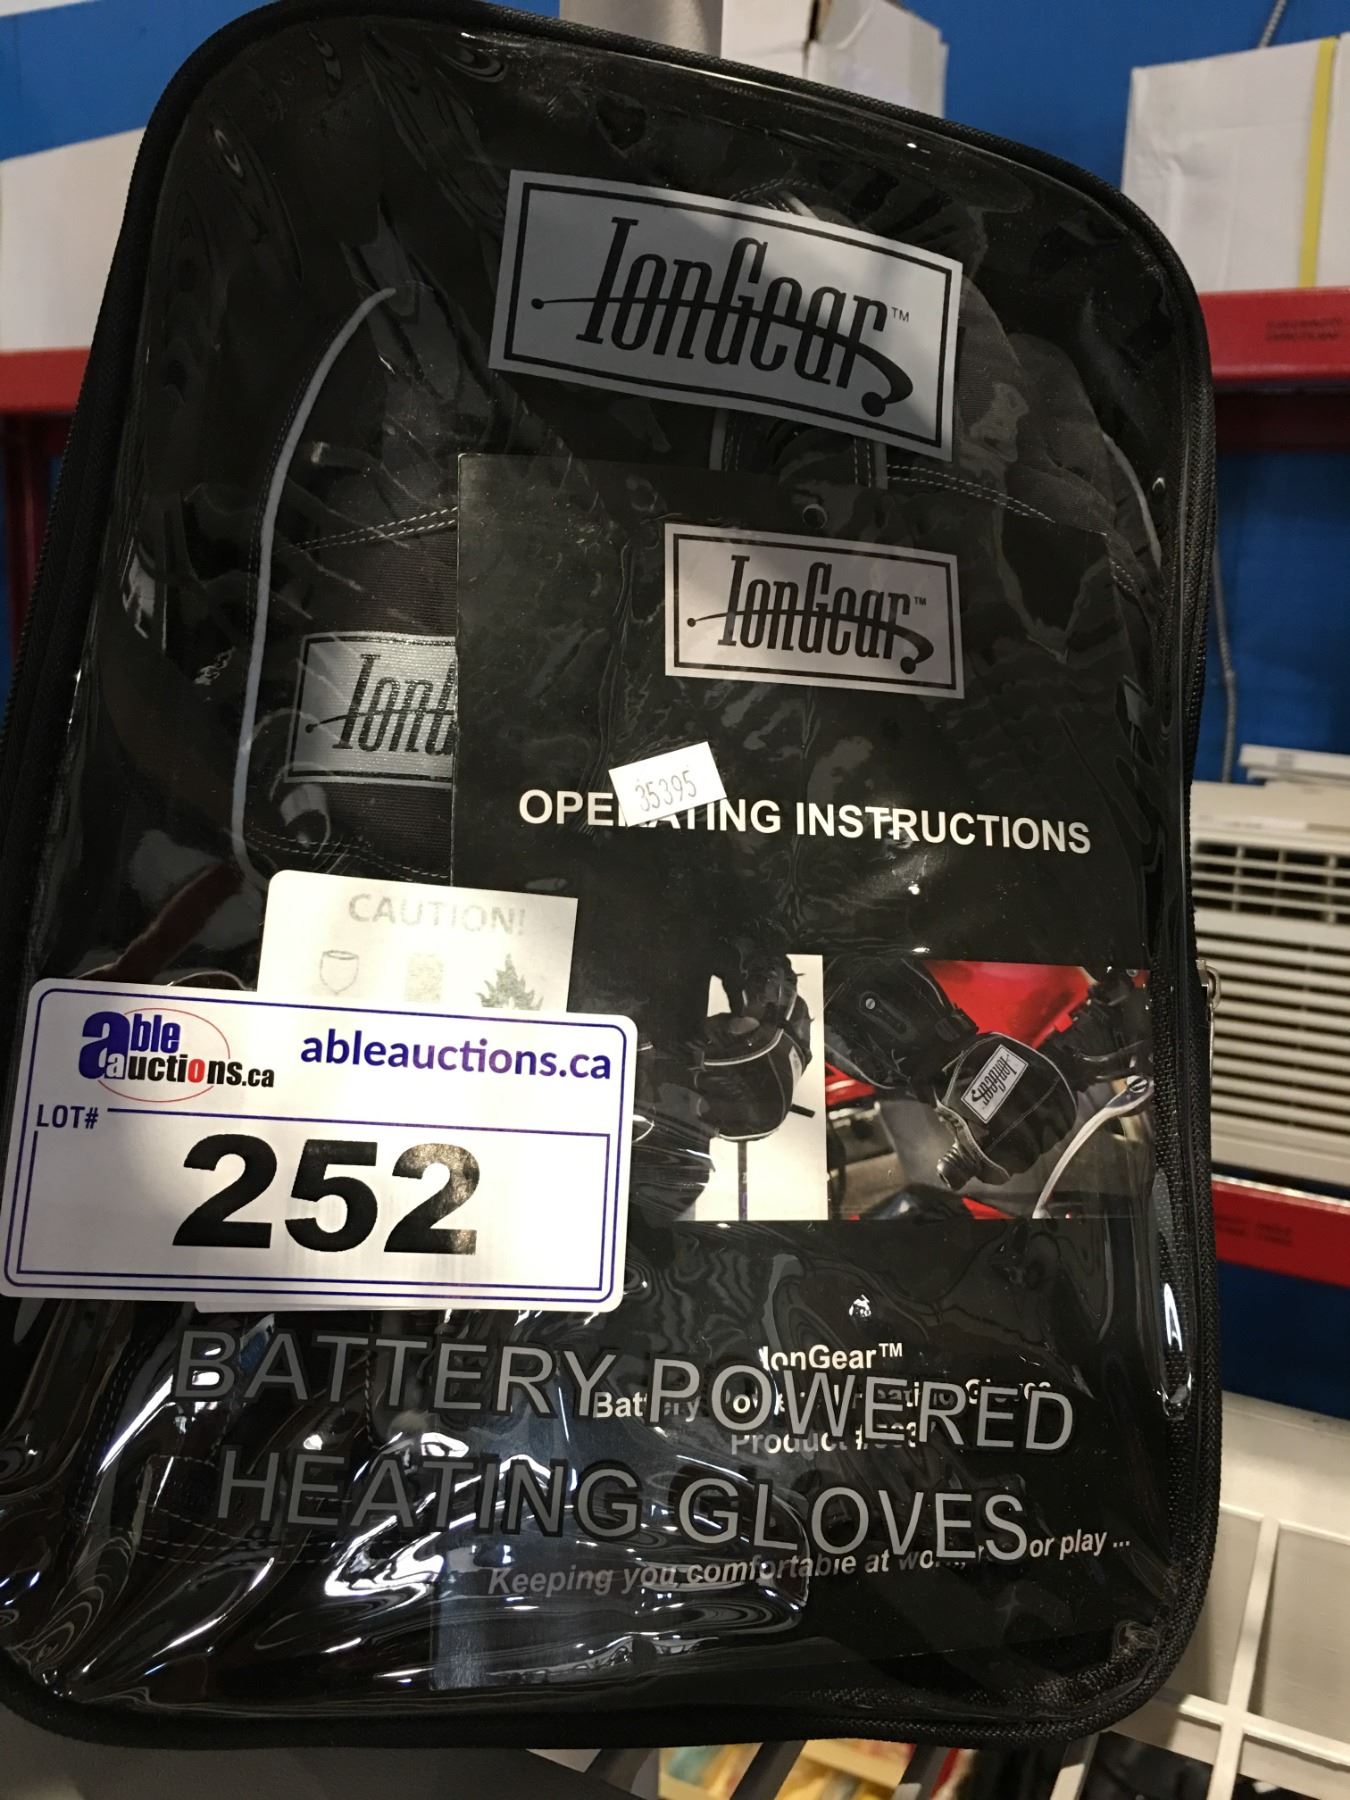 IonGear™
IonGear™
35395
OPERATING INSTRUCTIONS
CAUTION!
able auctions.ca
ableauctions.ca
LOT#
252
IonGear
IonGear™
BATTERY POWERED
HEATING GLOVES
Keeping you comfortable at or play ...